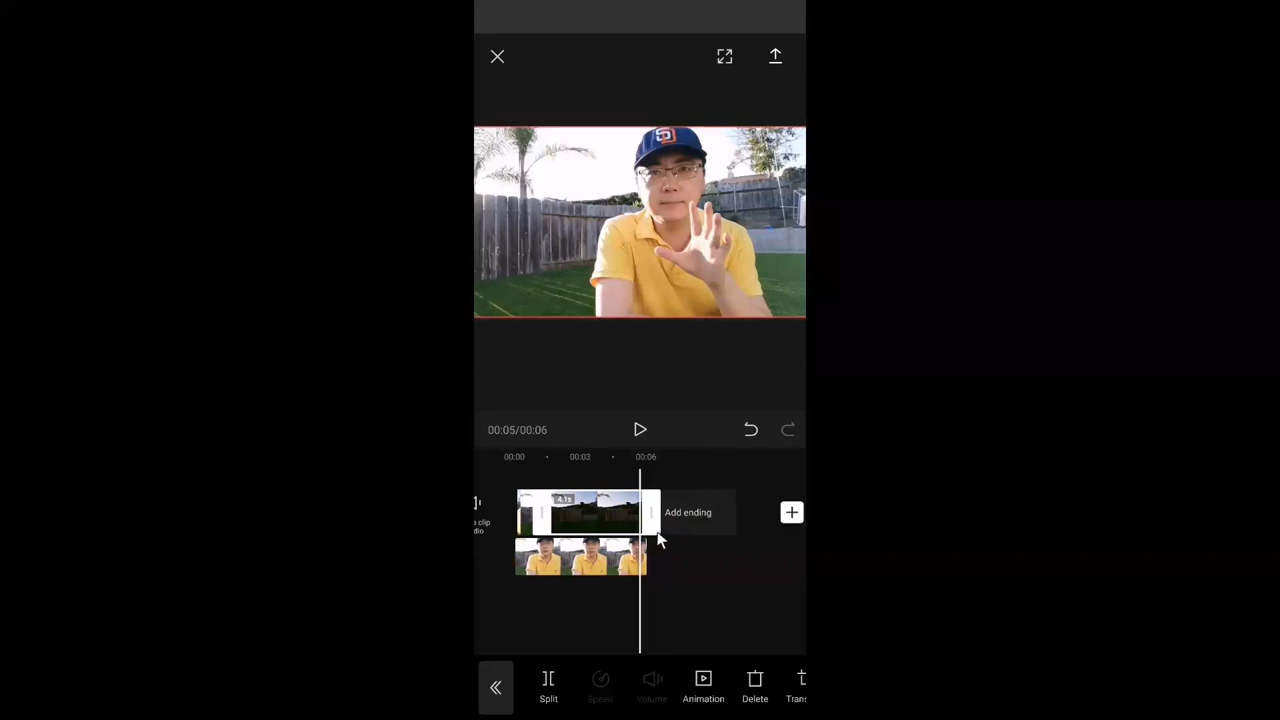 00:05/00:06
00:00
00:03
00:06
4.1s
Add ending
Split
Speed
Volume
Animation
Delete